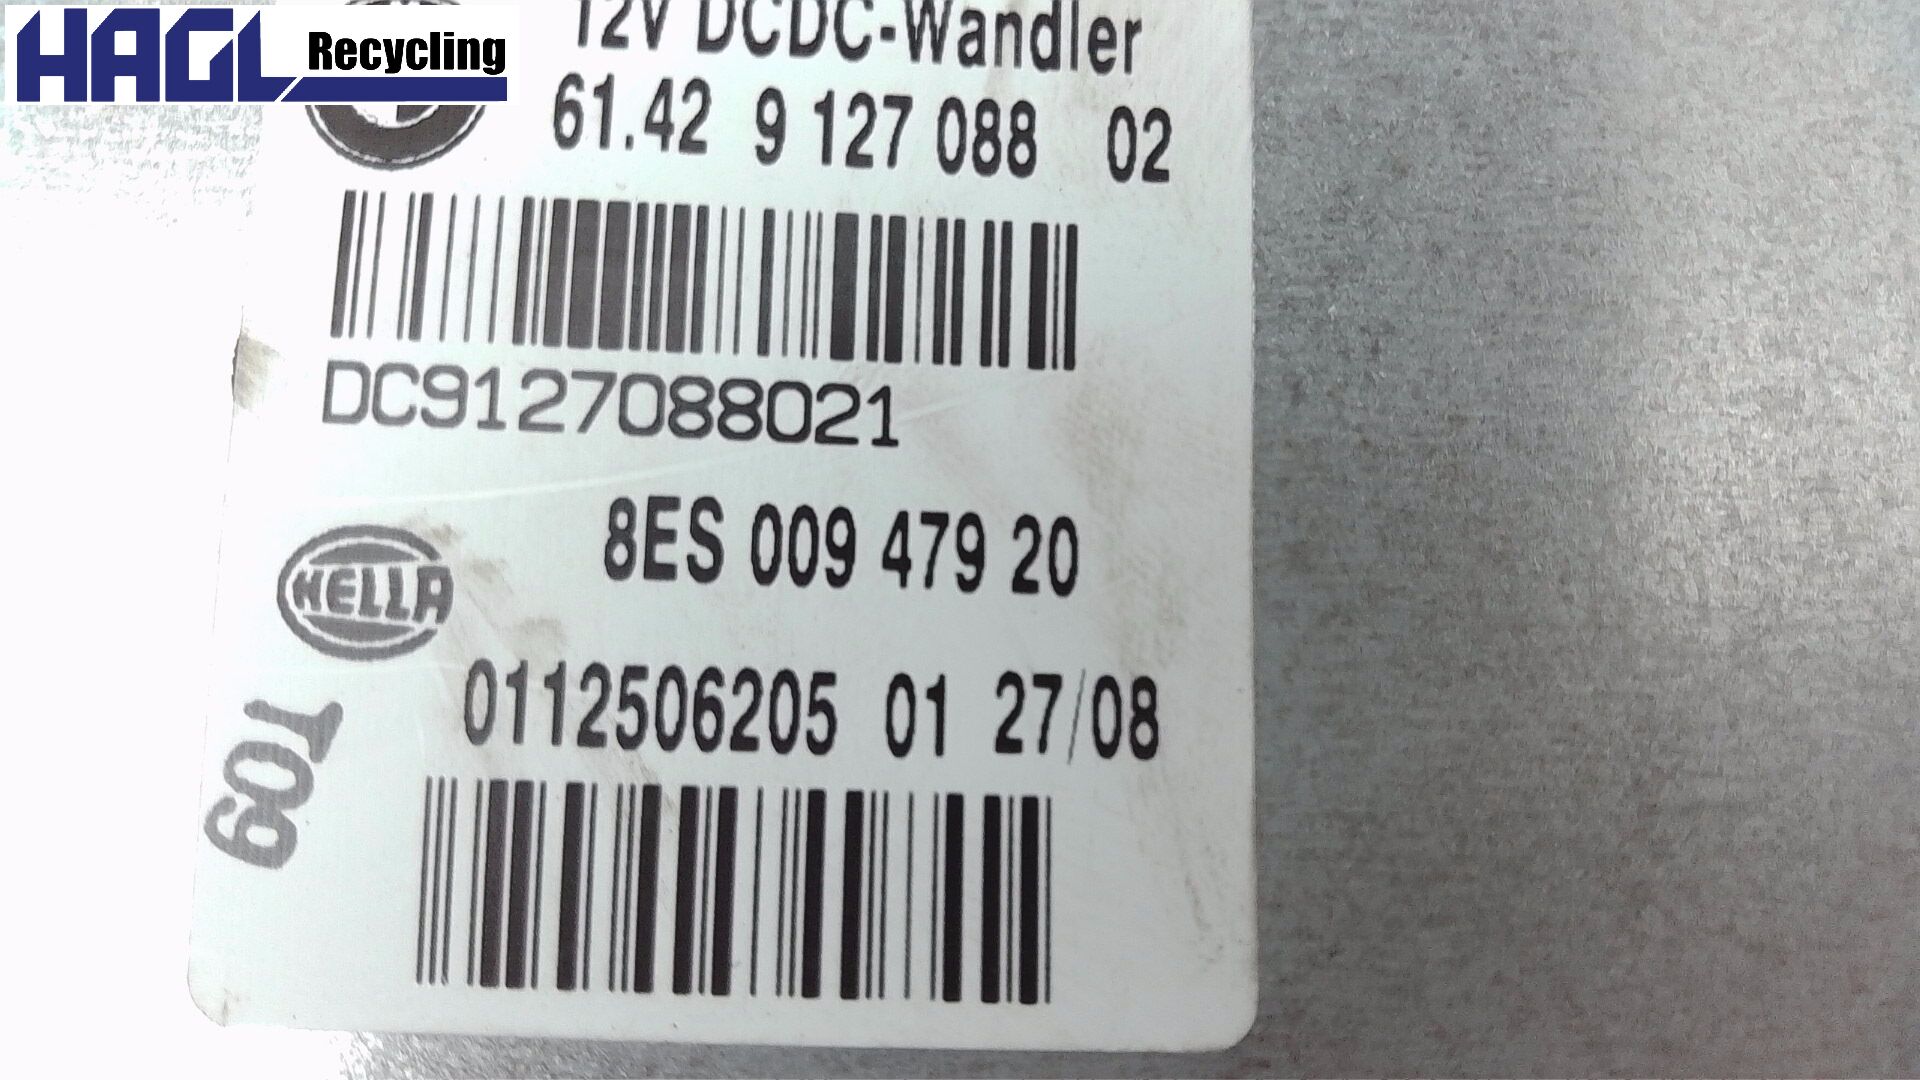 HAGL Recycling
12V DCDC-Wandler
61.42 9 127 088 02
DC9127088021
8ES 009 479 20
HELLA
0112506205 01 27/08
T09